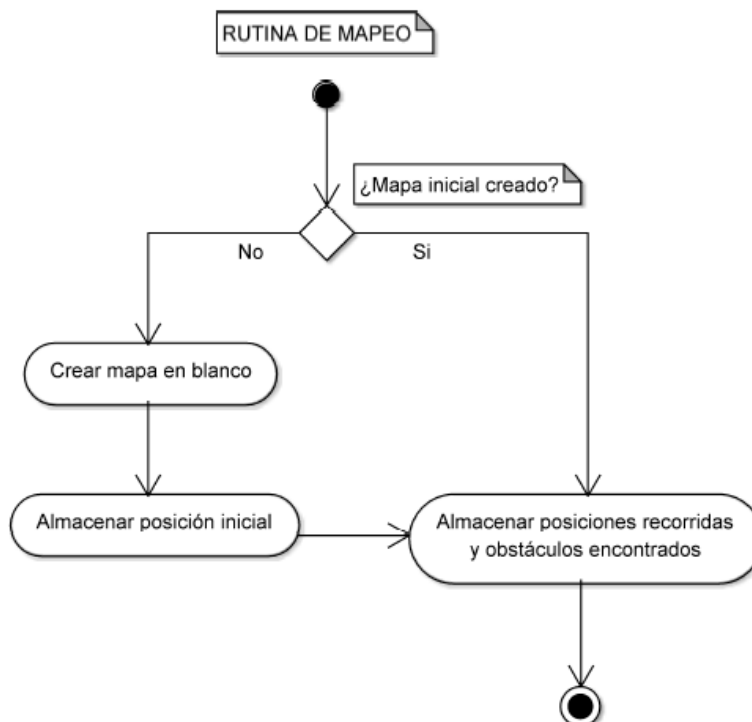 RUTINA DE MAPEO
¿Mapa inicial creado?
No
Si
Crear mapa en blanco
Almacenar posición inicial
Almacenar posiciones recorridas
y obstáculos encontrados